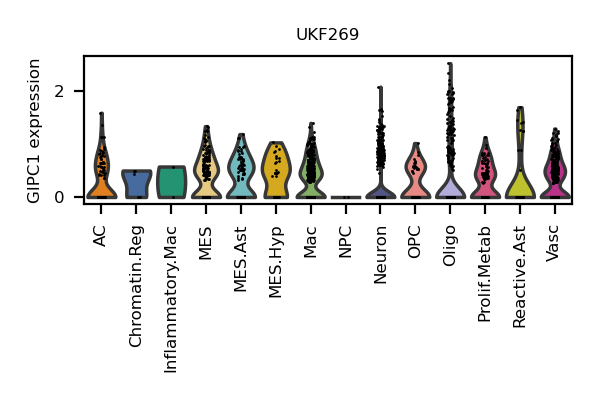 UKF269
GIPC1 expression
2
0
AC
Chromatin.Reg
Inflammatory.Mac
MES
MES.Ast
MES.Hyp
Mac
NPC
Neuron
OPC
Oligo
Prolif.Metab
Reactive.Ast
Vasc